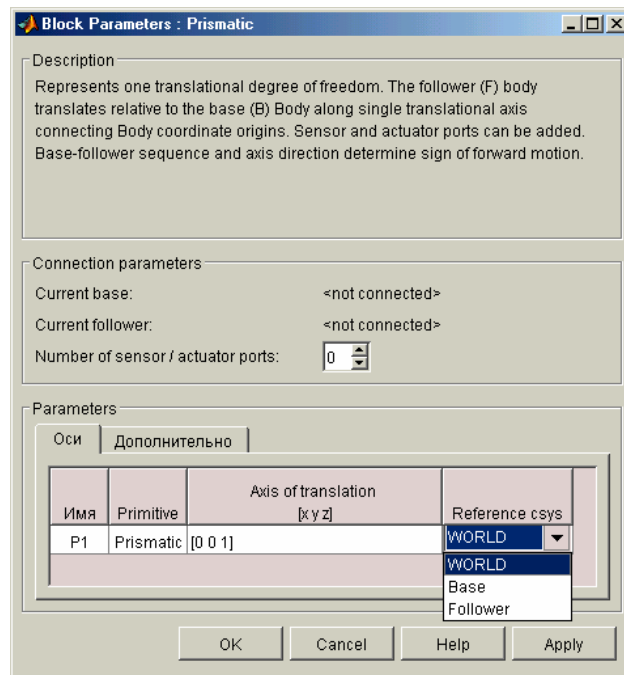 Block Parameters : Prismatic
Description
Represents one translational degree of freedom. The follower (F) body
translates relative to the base (B) Body along single translational axis
connecting Body coordinate origins. Sensor and actuator ports can be added.
Base-follower sequence and axis direction determine sign of forward motion.
Connection parameters
Current base: <not connected>
Current follower: <not connected>
Number of sensor / actuator ports: 0
Parameters
Оси Дополнительно
Axis of translation
Имя Primitive [x y z] Reference csys
P1 Prismatic [0 0 1] WORLD
WORLD
Base
Follower
OK Cancel Help Apply